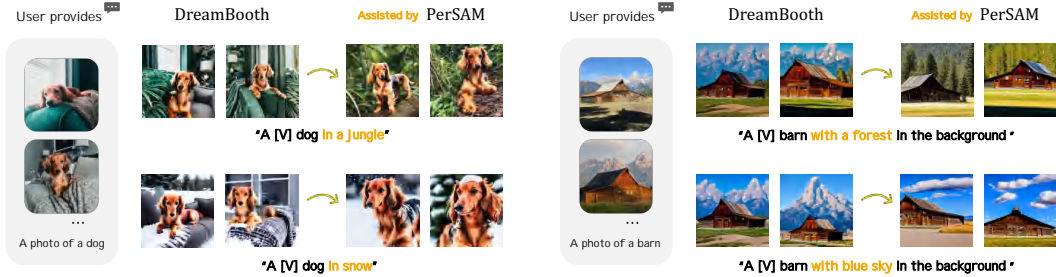 User provides
DreamBooth
Assisted by PerSAM
"A [V] dog in a jungle"
"A [V] dog in snow"
...
A photo of a dog
User provides
DreamBooth
Assisted by PerSAM
"A [V] barn with a forest in the background "
"A [V] barn with blue sky in the background "
...
A photo of a barn